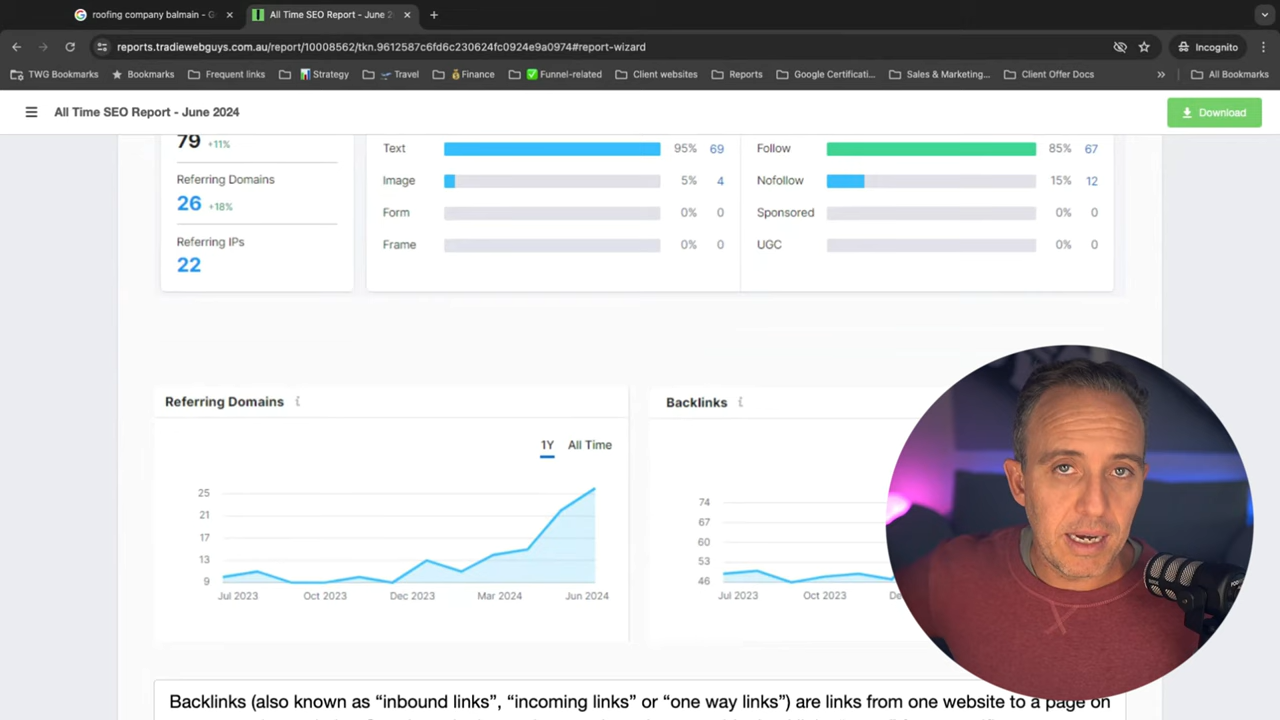 roofing company balmain - G
All Time SEO Report - June 2
reports.tradiewebguys.com.au/report/10008562/tkn.9612587c6fd6c230624fc0924e9a0974#report-wizard
Incognito
TWG Bookmarks Bookmarks Frequent links Strategy Travel Finance Funnel-related Client websites Reports Google Certificati... Sales & Marketing... Client Offer Docs All Bookmarks
All Time SEO Report - June 2024
Download
79 +11%
Referring Domains
26 +18%
Referring IPs
22
Text 95% 69
Image 5% 4
Form 0% 0
Frame 0% 0
Follow 85% 67
Nofollow 15% 12
Sponsored 0% 0
UGC 0% 0
Referring Domains
1Y All Time
25
21
17
13
9
Jul 2023 Oct 2023 Dec 2023 Mar 2024 Jun 2024
Backlinks
74
67
60
53
46
Jul 2023 Oct 2023
Backlinks (also known as “inbound links”, “incoming links” or “one way links”) are links from one website to a page on